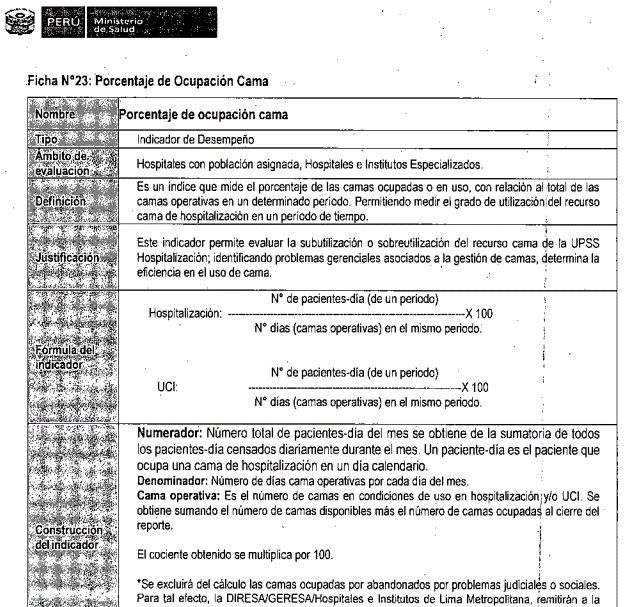 PERÚ Ministerio
de Salud
Ficha N°23: Porcentaje de Ocupación Cama
Nombre Porcentaje de ocupación cama
Tipo Indicador de Desempeño
Ámbito de
evaluación Hospitales con población asignada, Hospitales e Institutos Especializados.
Definición
Es un índice que mide el porcentaje de las camas ocupadas o en uso, con relación al total de las
camas operativas en un determinado período. Permitiendo medir el grado de utilización del recurso
cama de hospitalización en un período de tiempo.
Justificación
Este indicador permite evaluar la subutilización o sobreutilización del recurso cama de la UPSS
Hospitalización; identificando problemas gerenciales asociados a la gestión de camas, determina la
eficiencia en el uso de cama.
Fórmula del
indicador
N° de pacientes-día (de un periodo)
Hospitalización: ----------------------------------------------------------X 100
N° días (camas operativas) en el mismo periodo.
N° de pacientes-día (de un periodo)
UCI: -----------------------------------------------------X 100
N° días (camas operativas) en el mismo periodo.
Construcción
del indicador
Numerador: Número total de pacientes-día del mes se obtiene de la sumatoria de todos
los pacientes-día censados diariamente durante el mes. Un paciente-día es el paciente que
ocupa una cama de hospitalización en un día calendario.
Denominador: Número de días cama operativas por cada día del mes.
Cama operativa: Es el número de camas en condiciones de uso en hospitalización y/o UCI. Se
obtiene sumando el número de camas disponibles más el número de camas ocupadas al cierre del
reporte.
El cociente obtenido se multiplica por 100.
*Se excluirá del cálculo las camas ocupadas por abandonados por problemas judiciales o sociales.
Para tal efecto, la DIRESA/GERESA/Hospitales e Institutos de Lima Metropolitana, remitirán a la